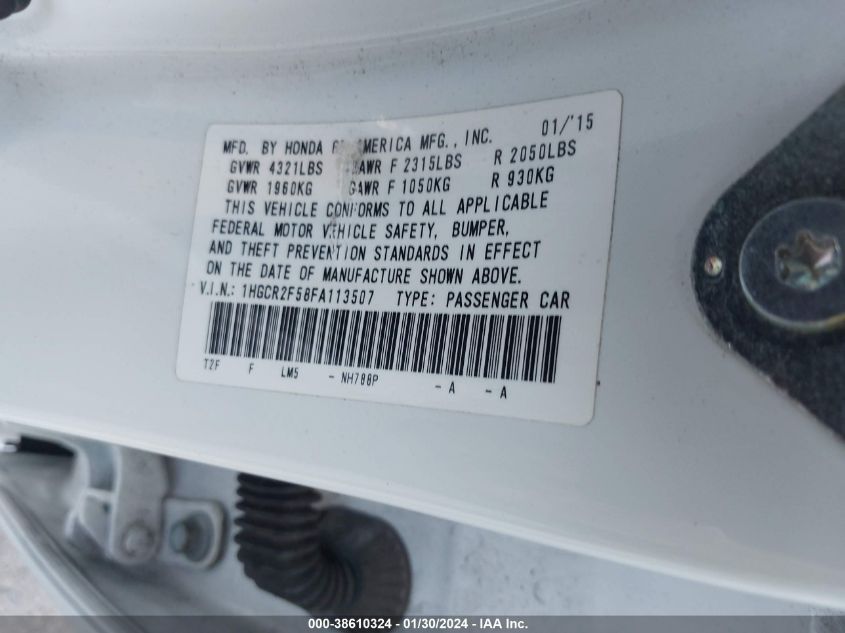 MFD. BY HONDA AMERICA MFG., INC. 01/'15
GVWR 4321LBS GAWR F 2315LBS R 2050LBS
GVWR 1960KG GAWR F 1050KG R 930KG
THIS VEHICLE CONFORMS TO ALL APPLICABLE
FEDERAL MOTOR VEHICLE SAFETY, BUMPER,
AND THEFT PREVENTION STANDARDS IN EFFECT
ON THE DATE OF MANUFACTURE SHOWN ABOVE.
V.I.N.: 1HGCR2F58FA113507 TYPE: PASSENGER CAR
T2F F LM5 - NH788P - A - A
000-38610324 - 01/30/2024 - IAA Inc.